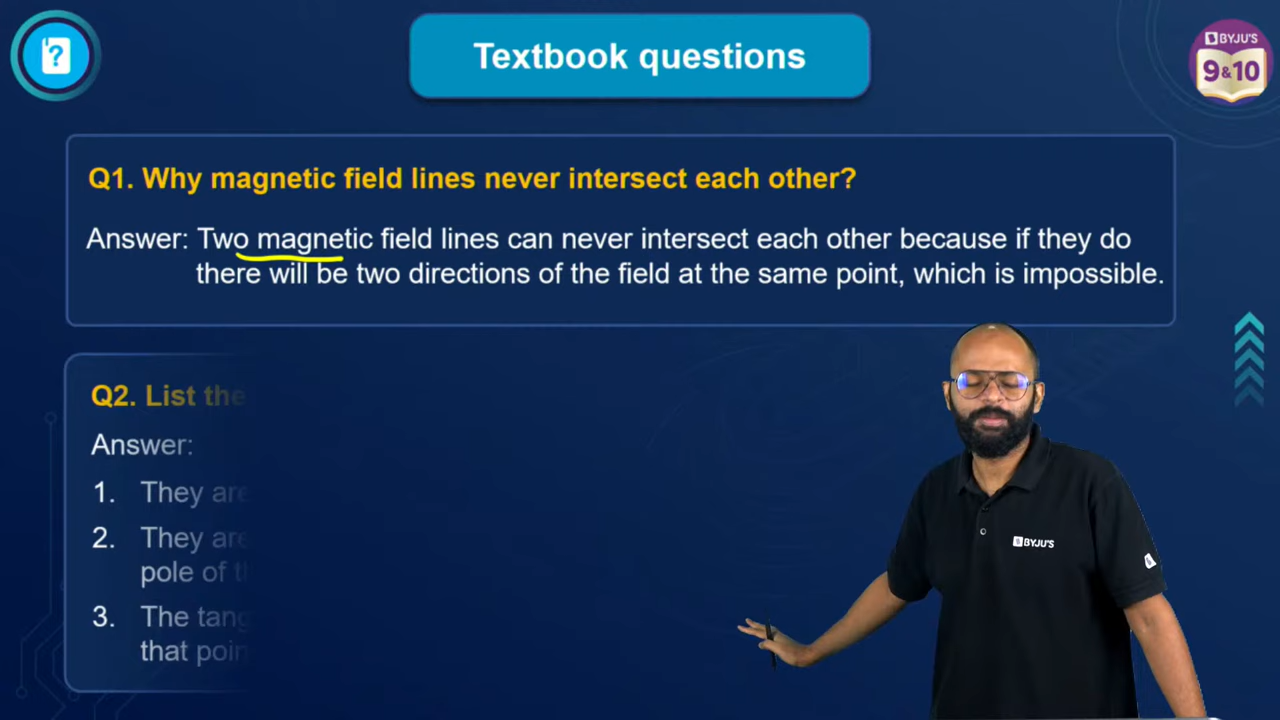 Textbook questions
BYJU'S
9&10
Q1. Why magnetic field lines never intersect each other?
Answer: Two magnetic field lines can never intersect each other because if they do
there will be two directions of the field at the same point, which is impossible.
Q2. List the
Answer:
1. They are
2. They are
pole of
3. The
that
BYJU'S